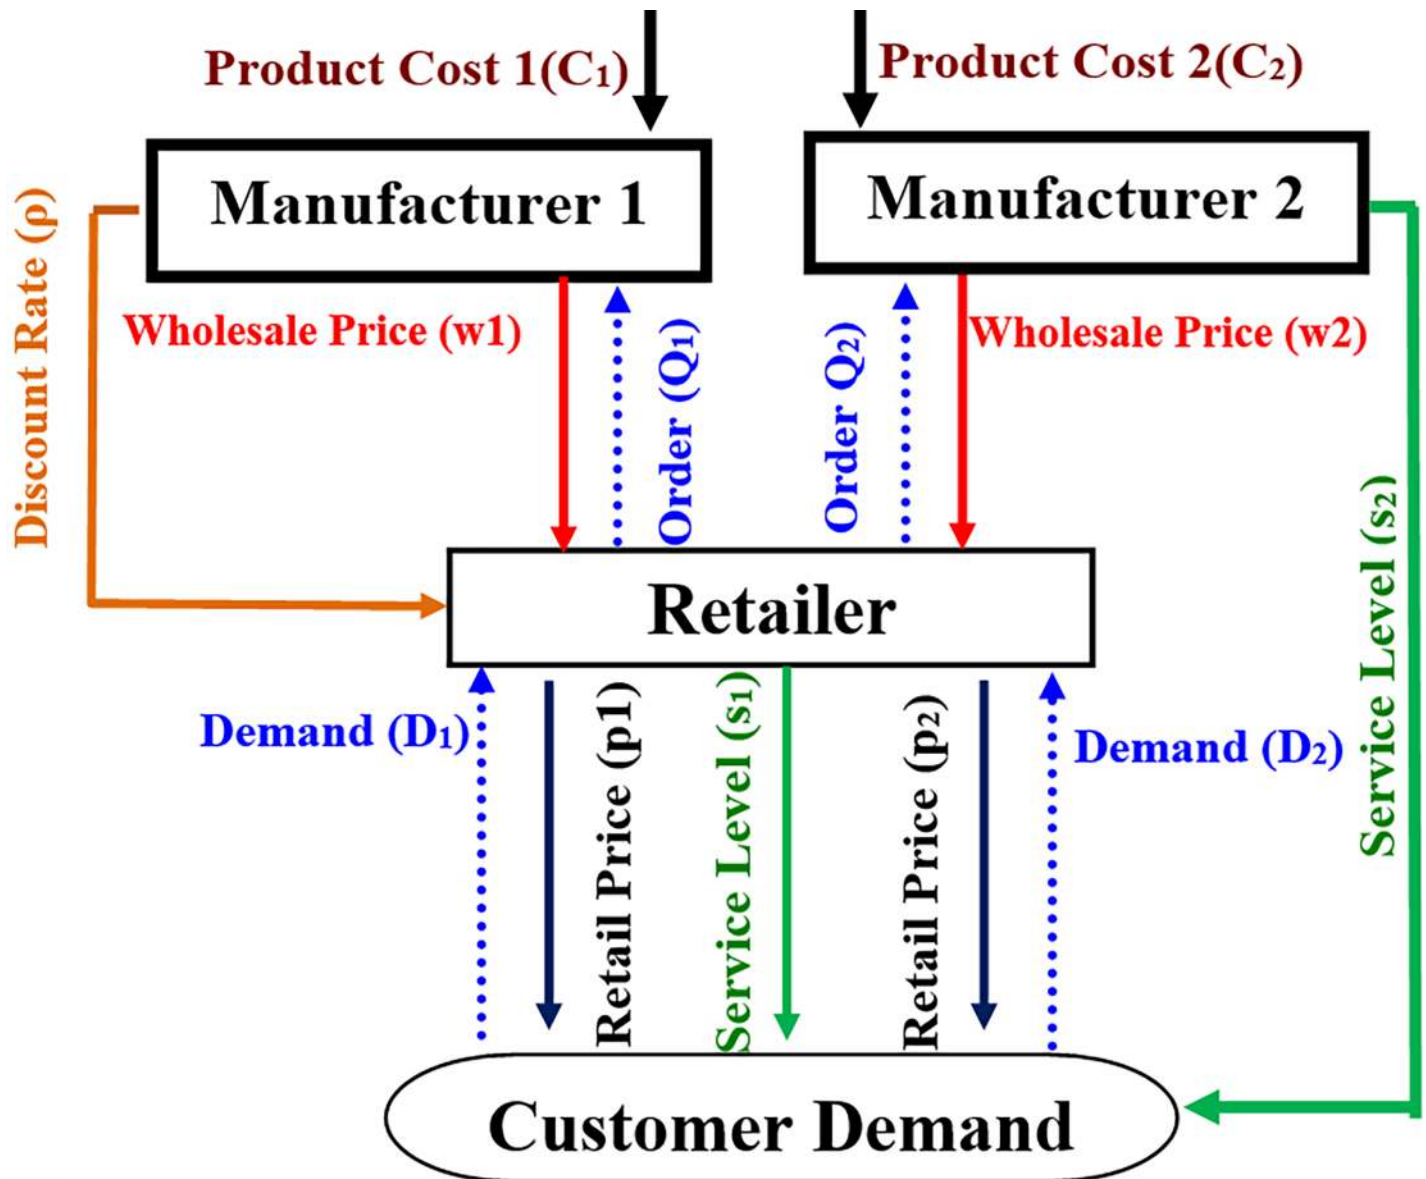 Product Cost 1(C₁)
Product Cost 2(C₂)
Manufacturer 1
Manufacturer 2
Discount Rate (ρ)
Wholesale Price (w1)
Order (Q₁)
Order Q₂)
Wholesale Price (w2)
Service Level (s₂)
Retailer
Demand (D₁)
Retail Price (p1)
Service Level (s₁)
Retail Price (p₂)
Demand (D₂)
Customer Demand